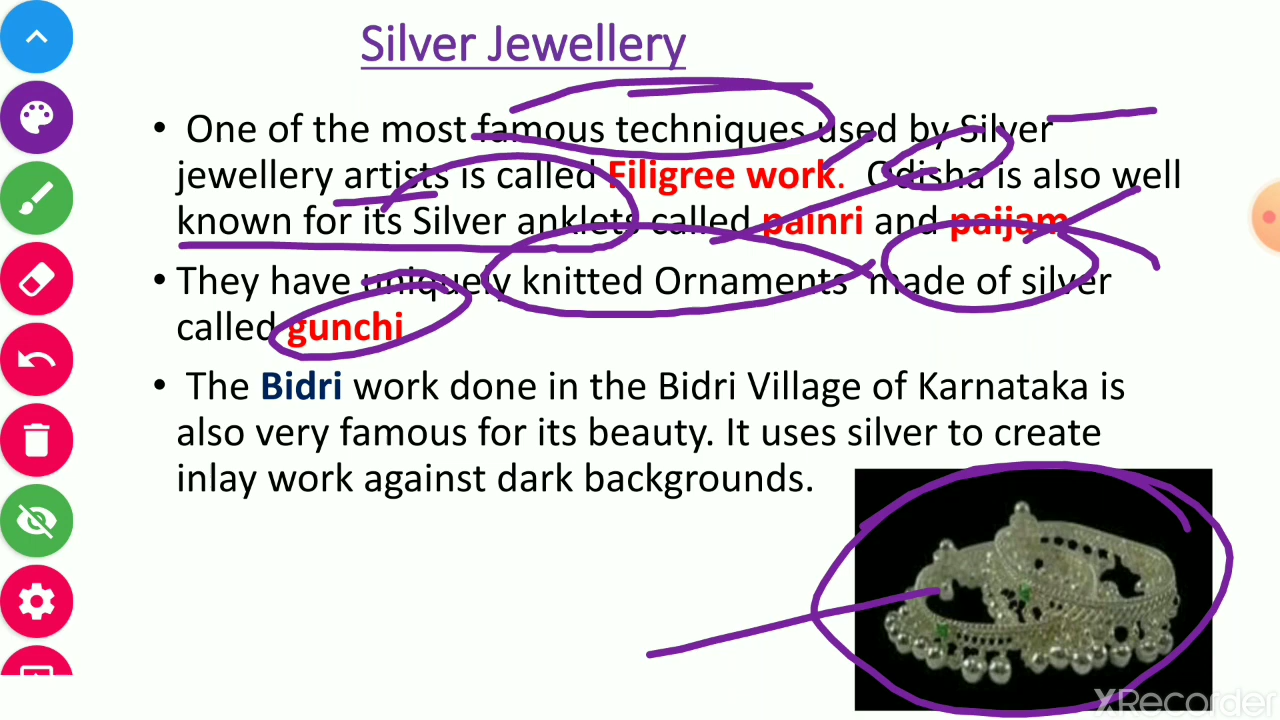 Silver Jewellery
• One of the most famous techniques used by Silver
jewellery artists is called Filigree work. Odisha is also well
known for its Silver anklets called painri and paijam
• They have uniquely knitted Ornaments made of silver
called gunchi
• The Bidri work done in the Bidri Village of Karnataka is
also very famous for its beauty. It uses silver to create
inlay work against dark backgrounds.
XRecorder